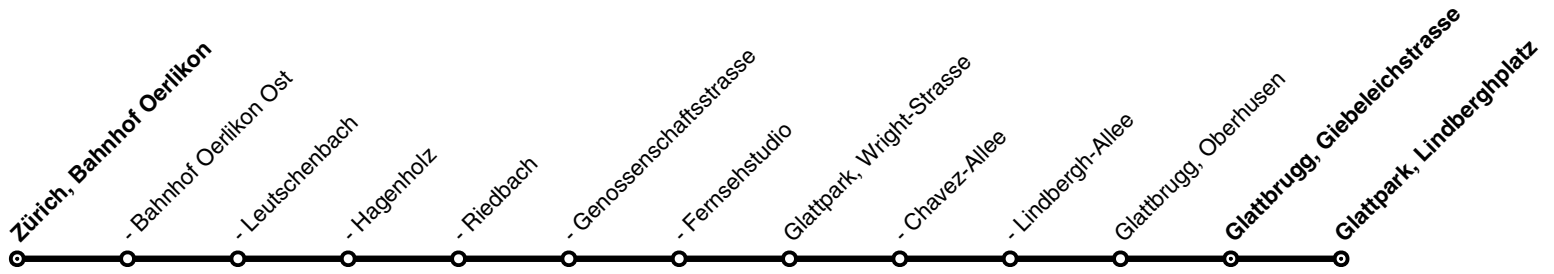 Zürich, Bahnhof Oerlikon
- Bahnhof Oerlikon Ost
- Leutschenbach
- Hagenholz
- Riedbach
- Genossenschaftsstrasse
- Fernsehstudio
Glattpark, Wright-Strasse
- Chavez-Allee
- Lindbergh-Allee
Glattbrugg, Oberhusen
Glattbrugg, Giebeleichstrasse
Glattpark, Lindberghplatz